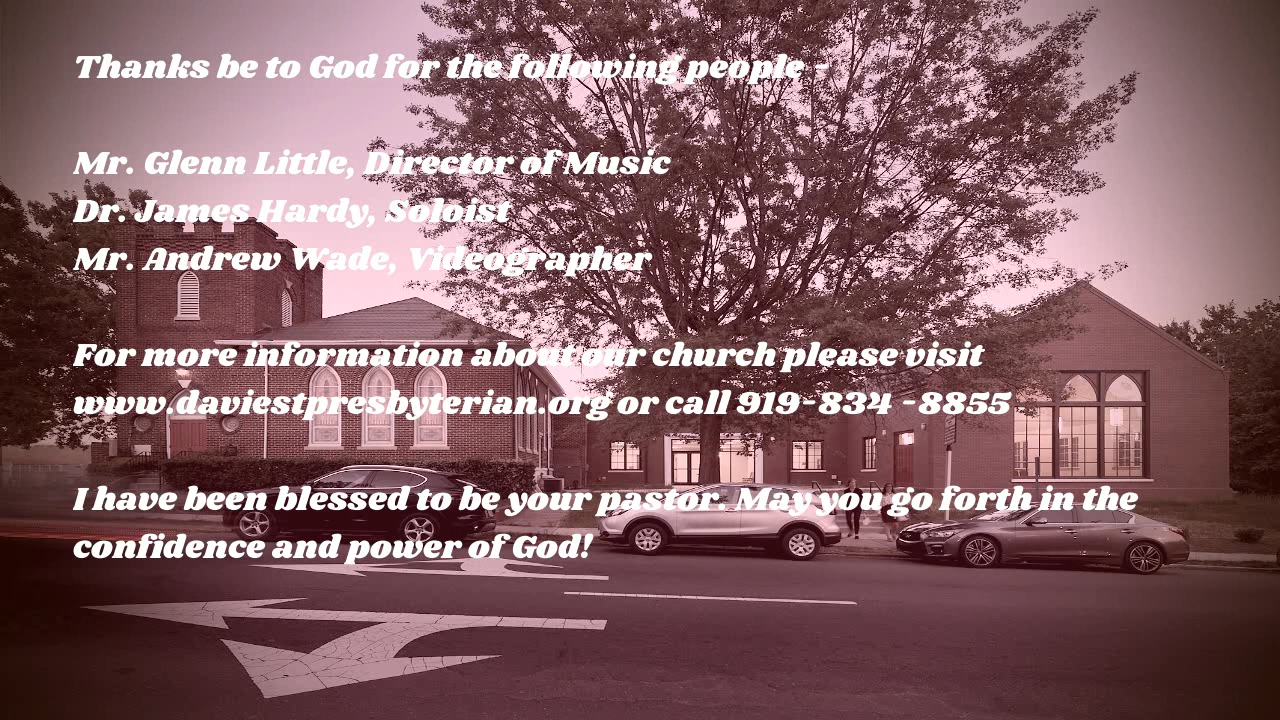 Thanks be to God for the following people -
Mr. Glenn Little, Director of Music
Dr. James Hardy, Soloist
Mr. Andrew Wade, Videographer
For more information about our church please visit
www.daviestpresbyterian.org or call 919-834 -8855
I have been blessed to be your pastor. May you go forth in the
confidence and power of God!